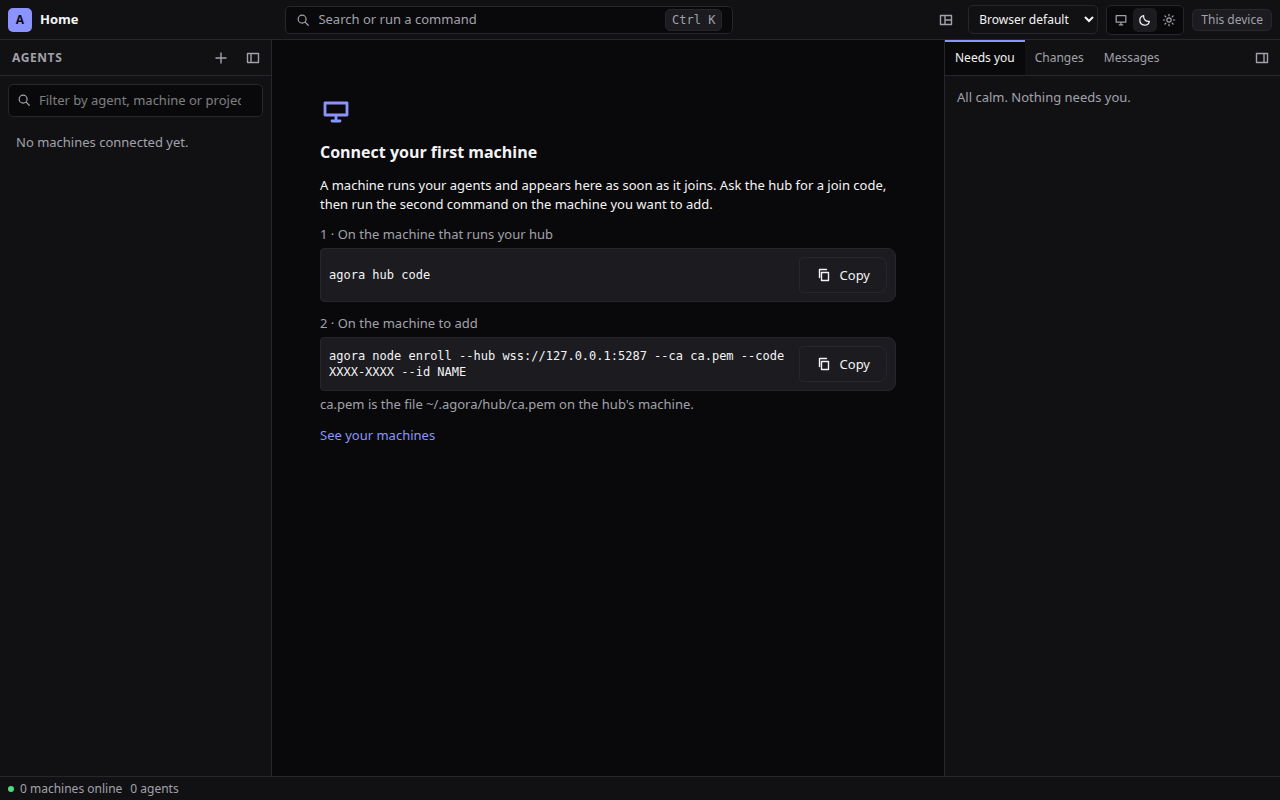 A Home
Search or run a command Ctrl K
Browser default
This device
AGENTS
Filter by agent, machine or projec
No machines connected yet.
Connect your first machine
A machine runs your agents and appears here as soon as it joins. Ask the hub for a join code,
then run the second command on the machine you want to add.
1 · On the machine that runs your hub
agora hub code
Copy
2 · On the machine to add
agora node enroll --hub wss://127.0.0.1:5287 --ca ca.pem --code
XXXX-XXXX --id NAME
Copy
ca.pem is the file ~/.agora/hub/ca.pem on the hub's machine.
See your machines
Needs you Changes Messages
All calm. Nothing needs you.
0 machines online 0 agents